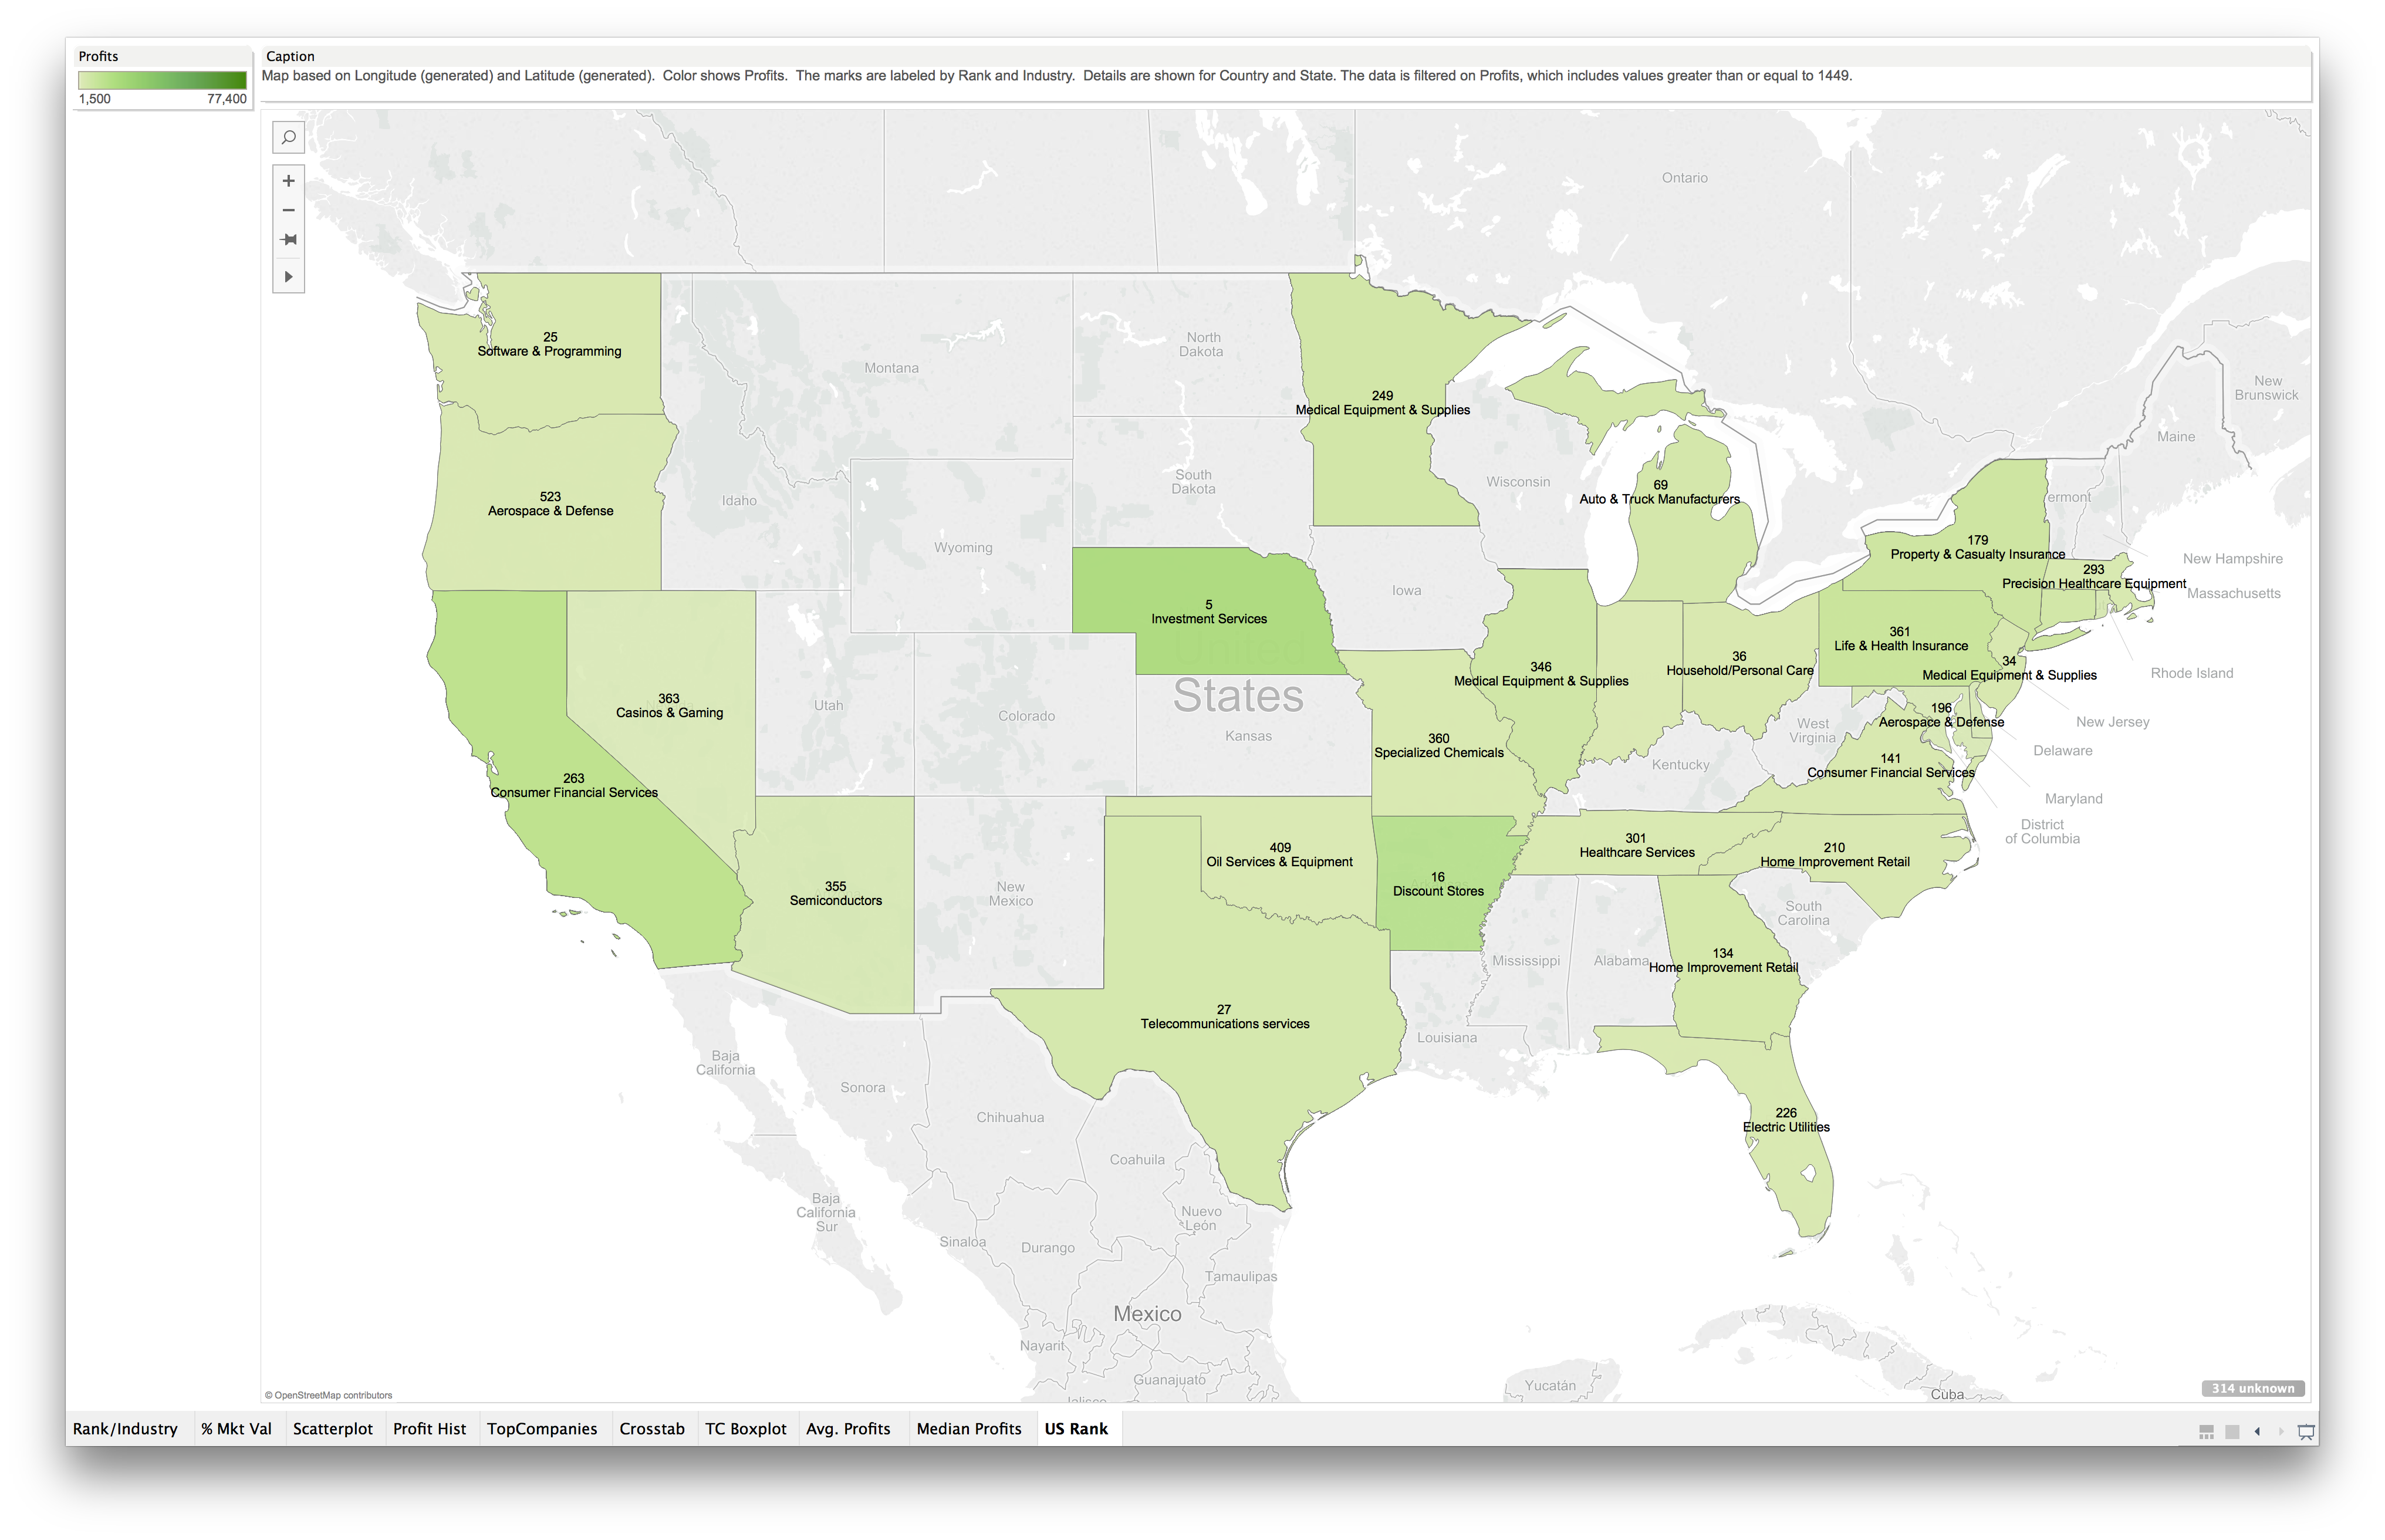 Profits
1,500 77,400
Caption
Map based on Longitude (generated) and Latitude (generated). Color shows Profits. The marks are labeled by Rank and Industry. Details are shown for Country and State. The data is filtered on Profits, which includes values greater than or equal to 1449.
Ontario
25
Software & Programming
North
Dakota
Montana
New
Brunswick
249
Medical Equipment & Supplies
Maine
South
Dakota
Wisconsin
69
Auto & Truck Manufacturers
523
Aerospace & Defense
Idaho
ermont
Wyoming
179
Property & Casualty Insurance
New Hampshire
293
Precision Healthcare Equipment
Massachusetts
Iowa
5
Investment Services
361
Life & Health Insurance
United
States
346
Medical Equipment & Supplies
36
Household/Personal Care
34
Medical Equipment & Supplies
Rhode Island
363
Casinos & Gaming
Utah
Colorado
Kansas
360
Specialized Chemicals
West
Virginia
196
Aerospace & Defense
New Jersey
Delaware
Kentucky
141
Consumer Financial Services
263
Consumer Financial Services
Maryland
District
of Columbia
409
Oil Services & Equipment
301
Healthcare Services
210
Home Improvement Retail
355
Semiconductors
New
Mexico
16
Discount Stores
South
Carolina
Mississippi
Alabama
134
Home Improvement Retail
27
Telecommunications services
Louisiana
Baja
California
Sonora
Chihuahua
226
Electric Utilities
Coahuila
Baja
California
Sur
Nuevo
León
Sinaloa
Durango
Tamaulipas
Mexico
Nayarit
Guanajuato
Yucatán
Cuba
Jalisco
© OpenStreetMap contributors
314 unknown
Rank/Industry % Mkt Val Scatterplot Profit Hist TopCompanies Crosstab TC Boxplot Avg. Profits Median Profits US Rank